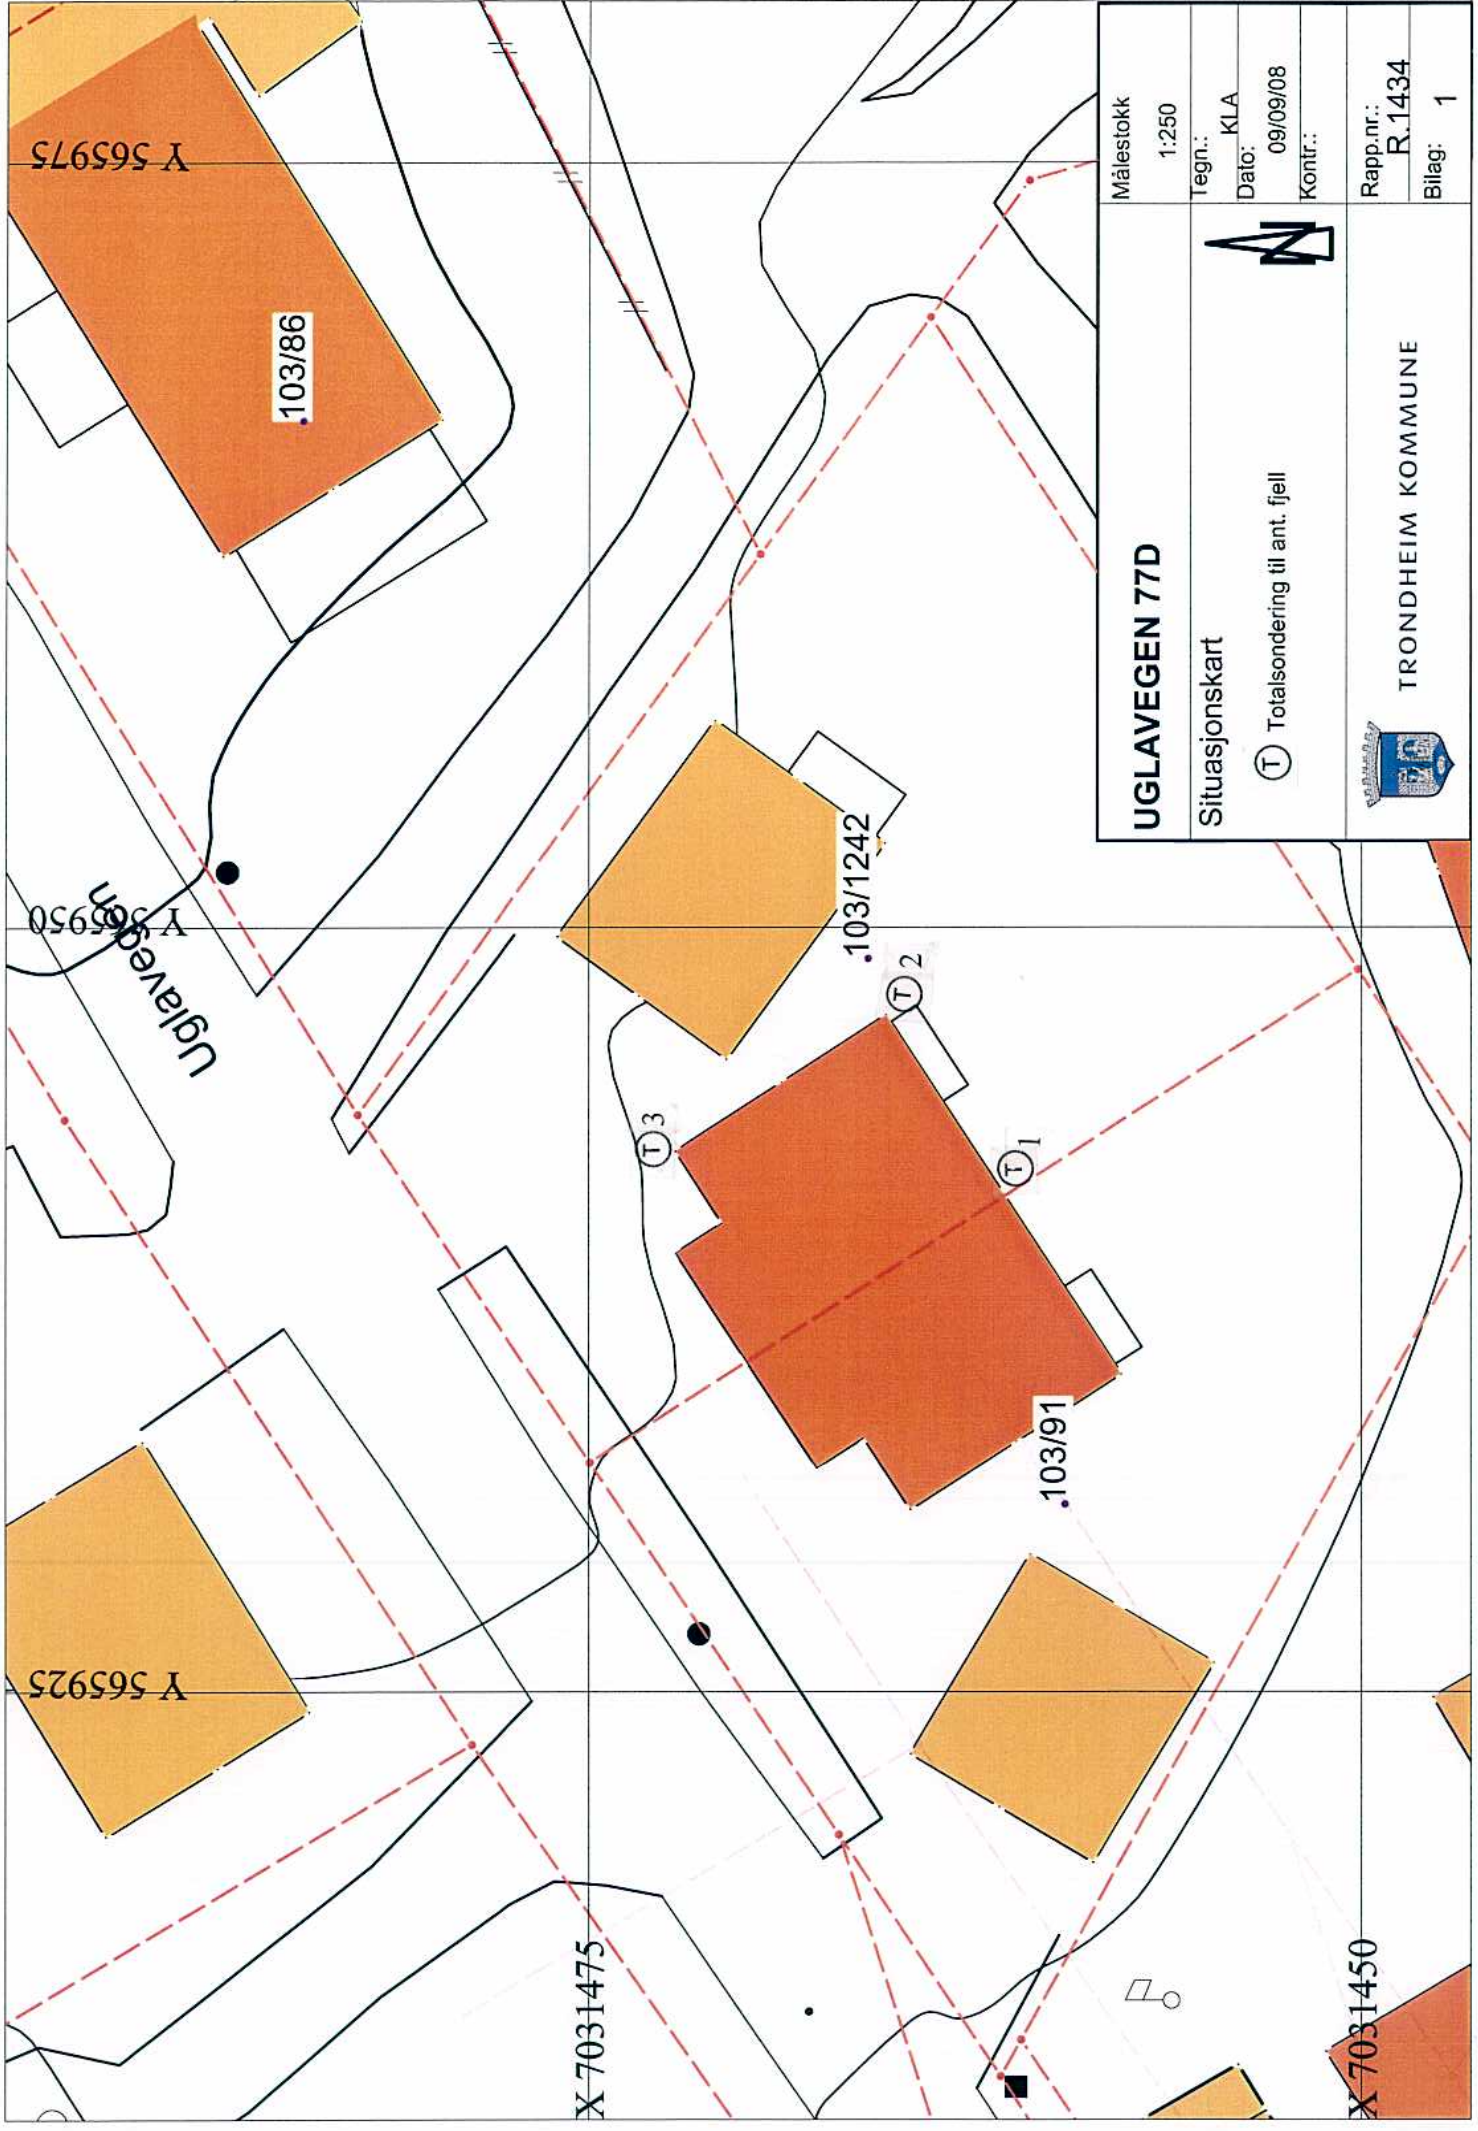 Y 565975
Y 565950
Y 565925
X 7031475
X 7031450
Uglavegen
103/86
103/1242
103/91
T 3
T 2
T 1
UGLAVEGEN 77D
Situasjonskart
T Totalsondering til ant. fjell
N
TRONDHEIM KOMMUNE
Målestokk
1:250
Tegn.:
KLA
Dato:
09/09/08
Kontr.:
Rapp.nr.:
R.1434
Bilag:
1